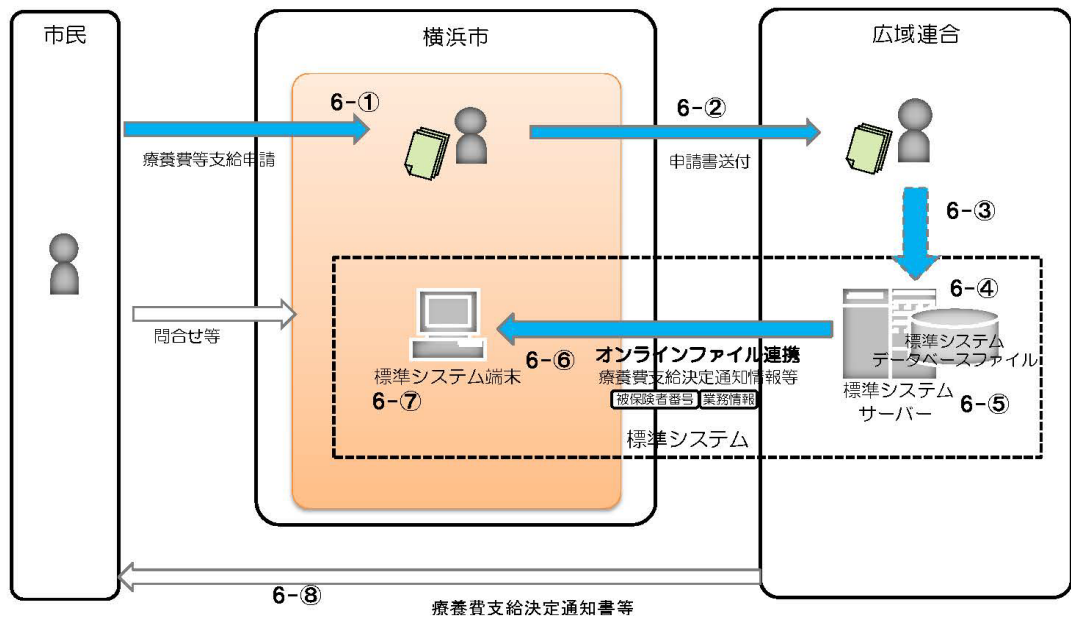 市民
横浜市
広域連合
6-①
6-②
療養費等支給申請
申請書送付
6-③
6-④
問合せ等
6-⑥
オンラインファイル連携
標準システム
データベースファイル
標準システム端末
療養費支給決定通知情報等
6-⑦
被保険者番号 業務情報
標準システム
サーバー
6-⑤
標準システム
6-⑧
療養費支給決定通知書等